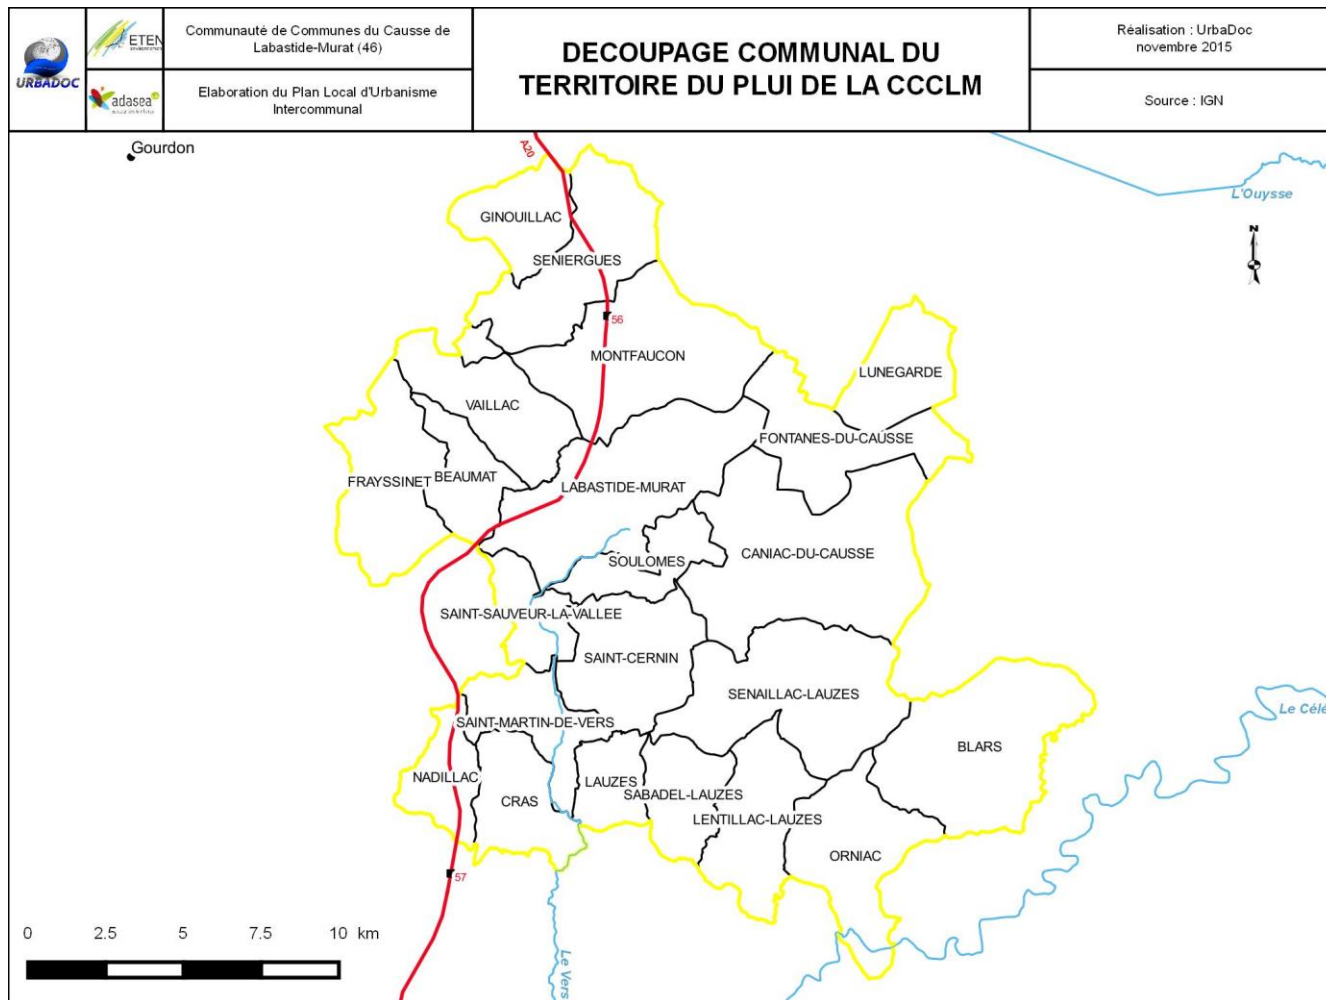 URBADOC
ETEN
ENVIRONNEMENT
adasea
Communauté de Communes du Causse de
Labastide-Murat (46)
Elaboration du Plan Local d'Urbanisme
Intercommunal
DECOUPAGE COMMUNAL DU
TERRITOIRE DU PLUI DE LA CCCLM
Réalisation : UrbaDoc
novembre 2015
Source : IGN
Gourdon
A20
L'Ouysse
N
GINOUILLAC
SENIERGUES
56
MONTFAUCON
LUNEGARDE
VAILLAC
FONTANES-DU-CAUSSE
FRAYSSINET
BEAUMAT
LABASTIDE-MURAT
CANIAC-DU-CAUSSE
SOULOMES
SAINT-SAUVEUR-LA-VALLEE
SAINT-CERNIN
SENAILLAC-LAUZES
Le Célé
SAINT-MARTIN-DE-VERS
BLARS
NADILLAC
LAUZES
SABADEL-LAUZES
CRAS
LENTILLAC-LAUZES
ORNIAC
57
Le Vers
0 2.5 5 7.5 10 km